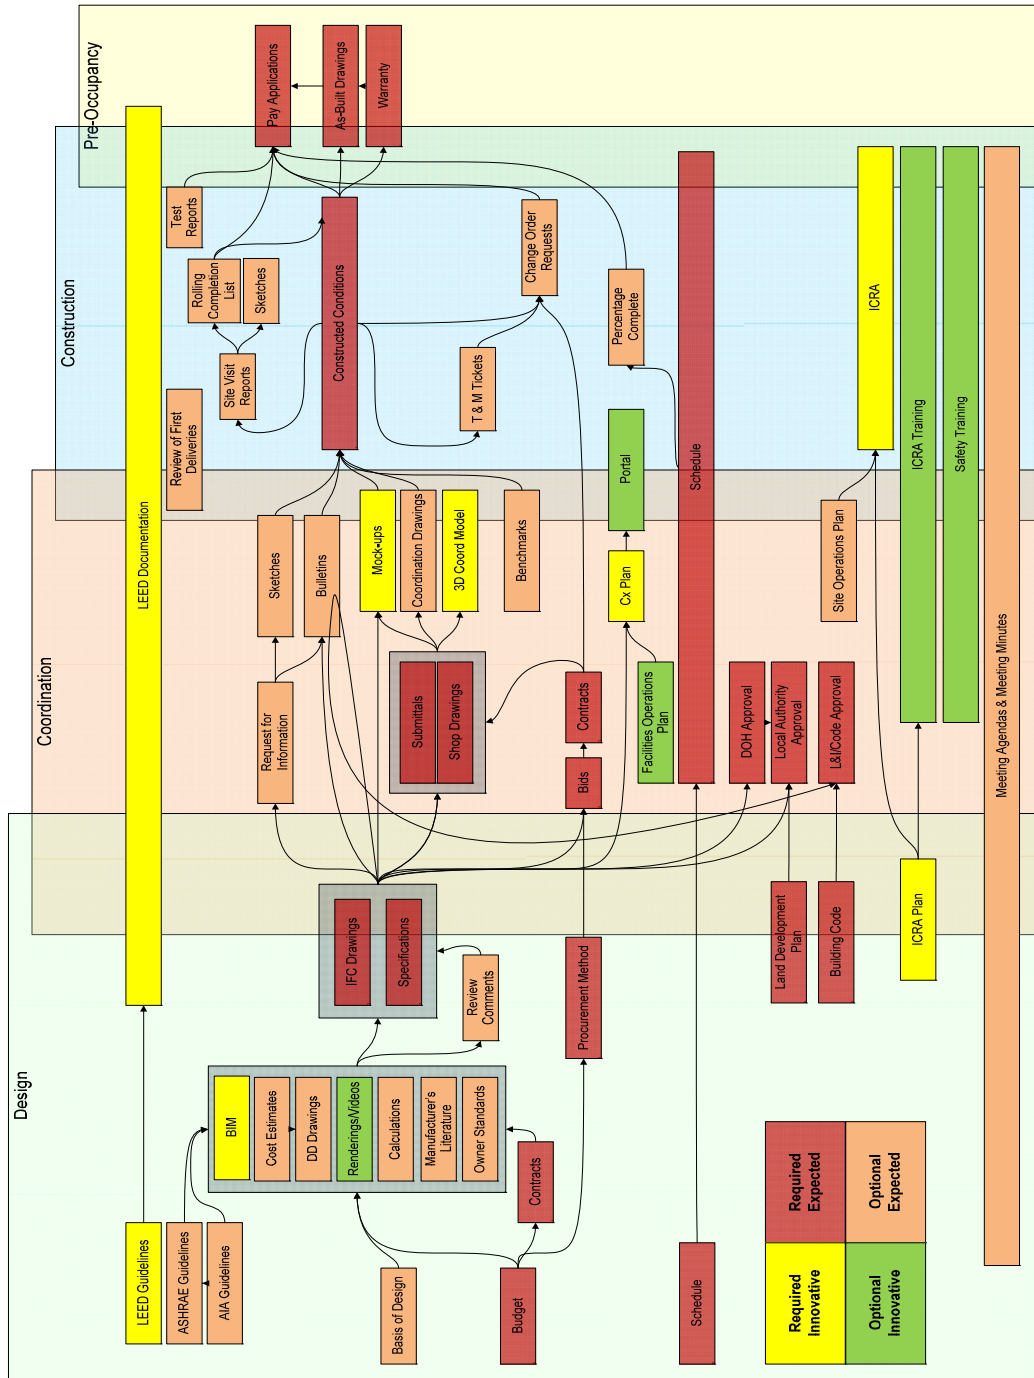 Design
Coordination
Construction
Pre-Occupancy
LEED Guidelines
LEED Documentation
ASHRAE Guidelines
AIA Guidelines
Basis of Design
Budget
Schedule
BIM
Cost Estimates
DD Drawings
Renderings/Videos
Calculations
Manufacturer's
Literature
Owner Standards
Contracts
Review
Comments
IFC Drawings
Specifications
Procurement Method
Land Development
Plan
Building Code
ICRA Plan
Request for
Information
Sketches
Bulletins
Submittals
Shop Drawings
Mock-ups
Coordination Drawings
3D Coord Model
Benchmarks
Bids
Contracts
Facilities Operations
Plan
Cx Plan
Portal
Schedule
DOH Approval
Local Authority
Approval
L&I/Code Approval
Site Operations Plan
Review of First
Deliveries
Site Visit
Reports
Rolling
Completion
List
Sketches
Test
Reports
Constructed Conditions
T & M Tickets
Change Order
Requests
Percentage
Complete
ICRA
ICRA Training
Safety Training
Meeting Agendas & Meeting Minutes
Pay Applications
As-Built Drawings
Warranty
Required
Innovative
Required
Expected
Optional
Innovative
Optional
Expected